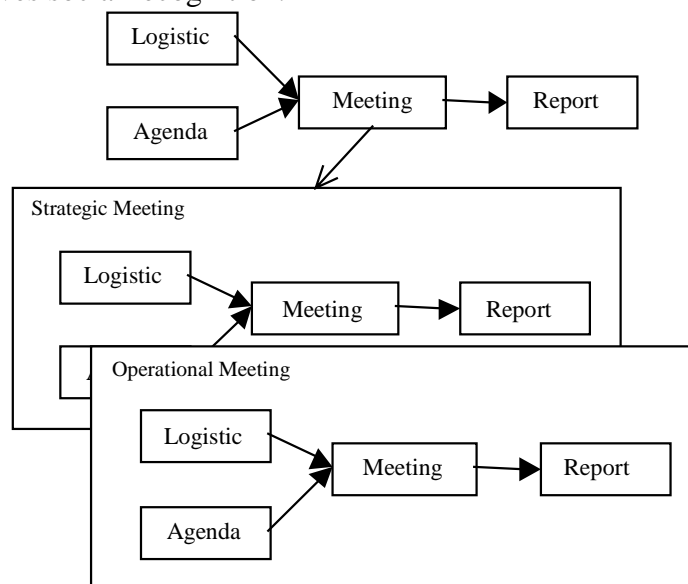 Logistic
Meeting
Report
Agenda
Strategic Meeting
Logistic
Meeting
Report
Operational Meeting
Logistic
Meeting
Report
Agenda